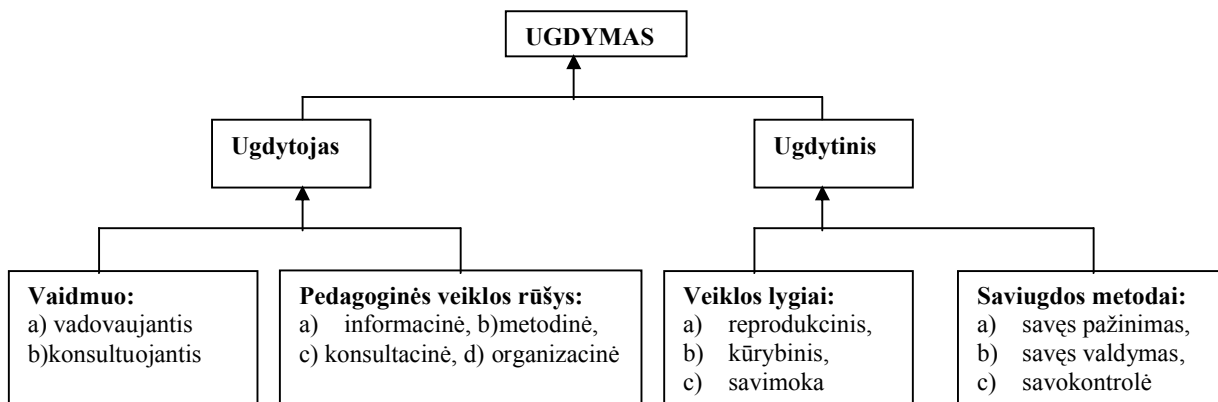 UGDYMAS
Ugdytojas
Ugdytinis
Vaidmuo:
a) vadovaujantis
b)konsultuojantis
Pedagoginės veiklos rūšys:
a) informacinė, b)metodinė,
c) konsultacinė, d) organizacinė
Veiklos lygiai:
a) reprodukcinis,
b) kūrybinis,
c) savimoka
Saviugdos metodai:
a) savęs pažinimas,
b) savęs valdymas,
c) savokontrolė